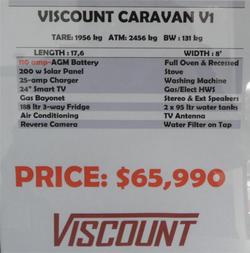 VISCOUNT CARAVAN V1
TARE: 1956 kg ATM: 2456 kg BW : 131 kg
LENGTH : 17,6 WIDTH : 8'
110 amp-AGM Battery Full Oven & Recessed
200 w Solar Panel Stove
25-amp Charger Washing Machine
24" Smart TV Gas/Elect HWS
Gas Bayonet Stereo & Ext Speakers
188 ltr 3-way Fridge 2 x 95 ltr water tanks
Air Conditioning TV Antenna
Reverse Camera Water Filter on Tap
PRICE: $65,990
VISCOUNT